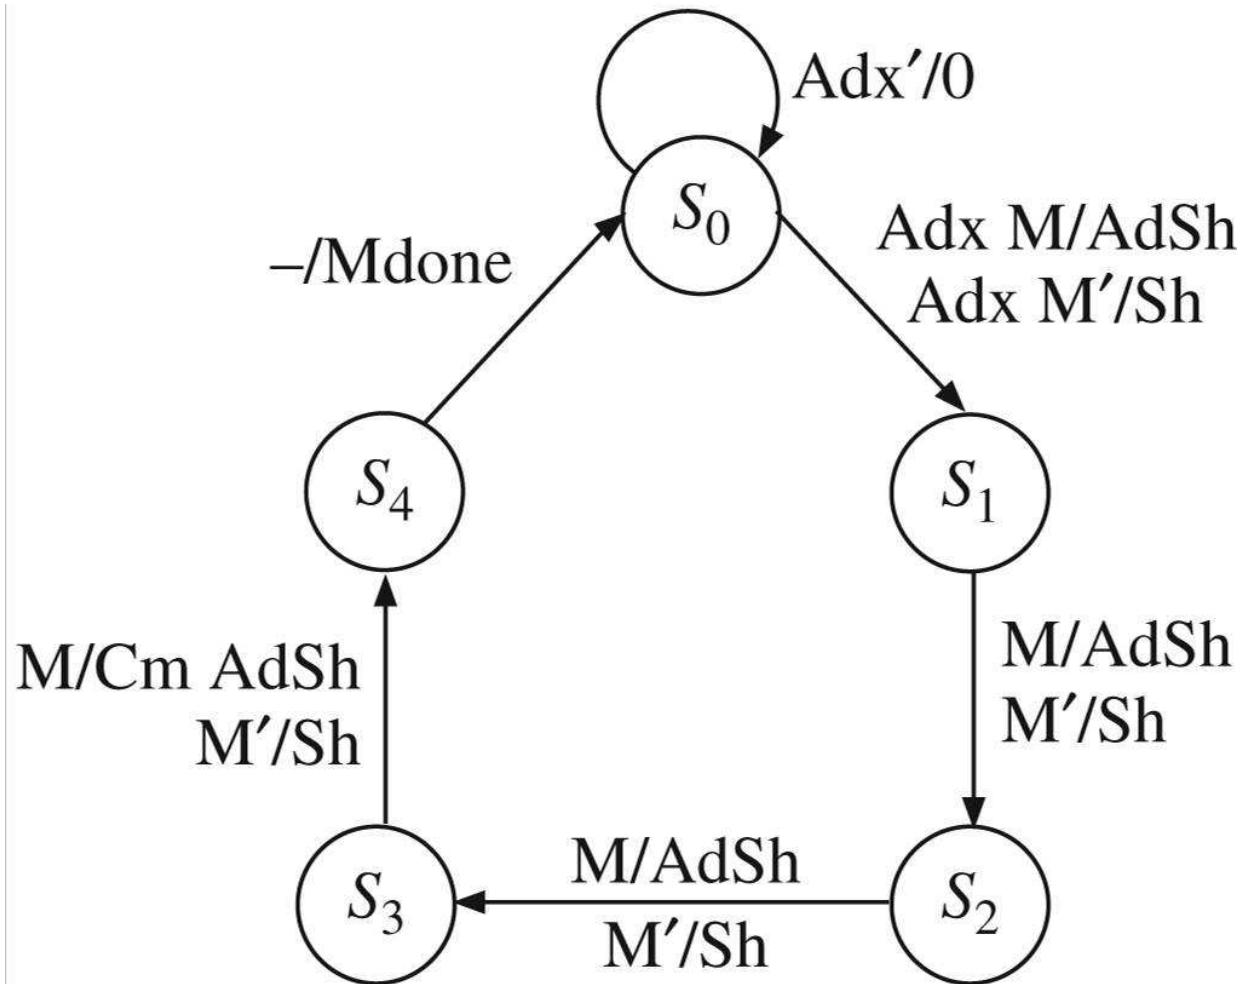 Adx′/0
S0
Adx M/AdSh
Adx M′/Sh
–/Mdone
S4
S1
M/Cm AdSh
M′/Sh
M/AdSh
M′/Sh
S3
M/AdSh
M′/Sh
S2